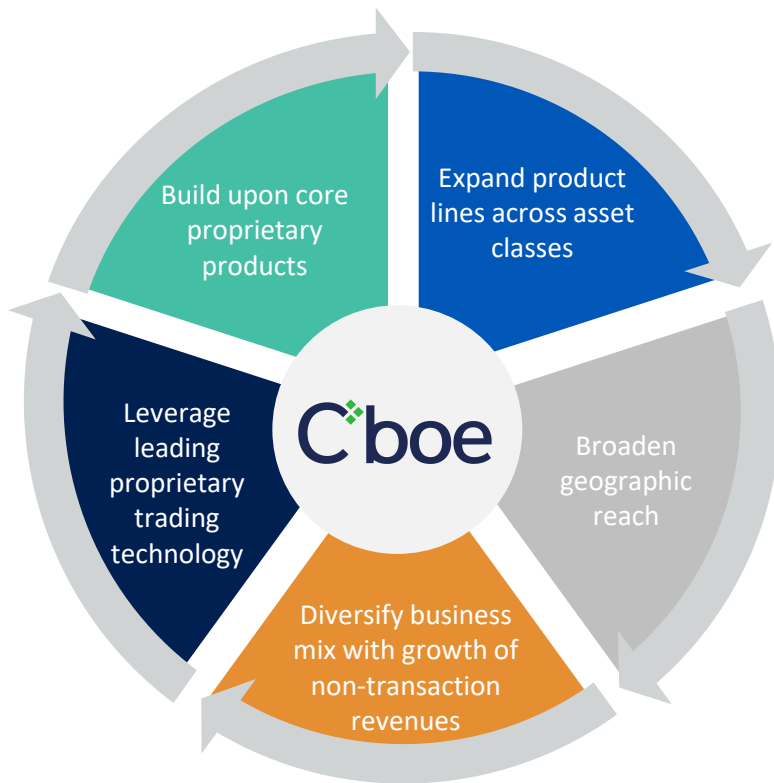 Build upon core
proprietary
products
Expand product
lines across asset
classes
Leverage
leading
proprietary
trading
technology
Cboe
Broaden
geographic
reach
Diversify business
mix with growth of
non-transaction
revenues